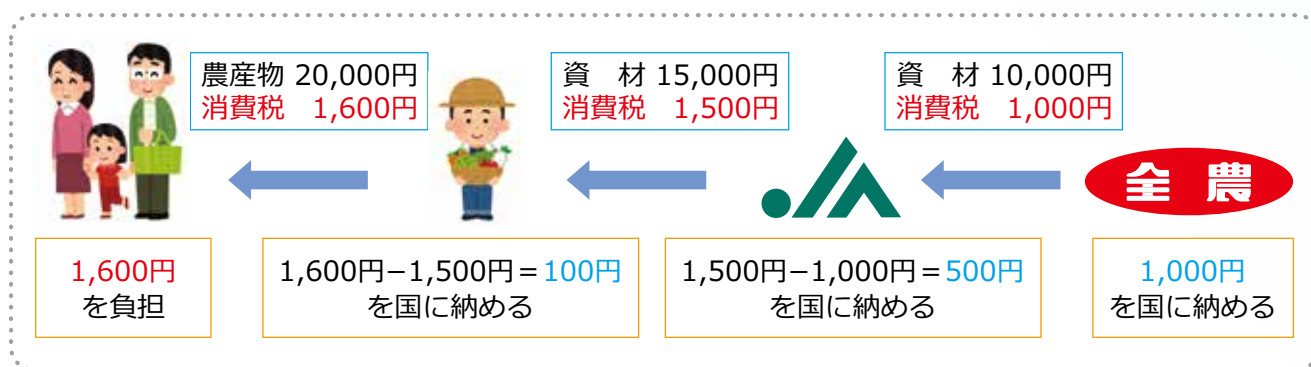 農産物 20,000円
消費税　1,600円
資　材 15,000円
消費税　1,500円
資　材 10,000円
消費税　1,000円
全農
1,600円
を負担
1,600円−1,500円＝100円
を国に納める
1,500円−1,000円＝500円
を国に納める
1,000円
を国に納める